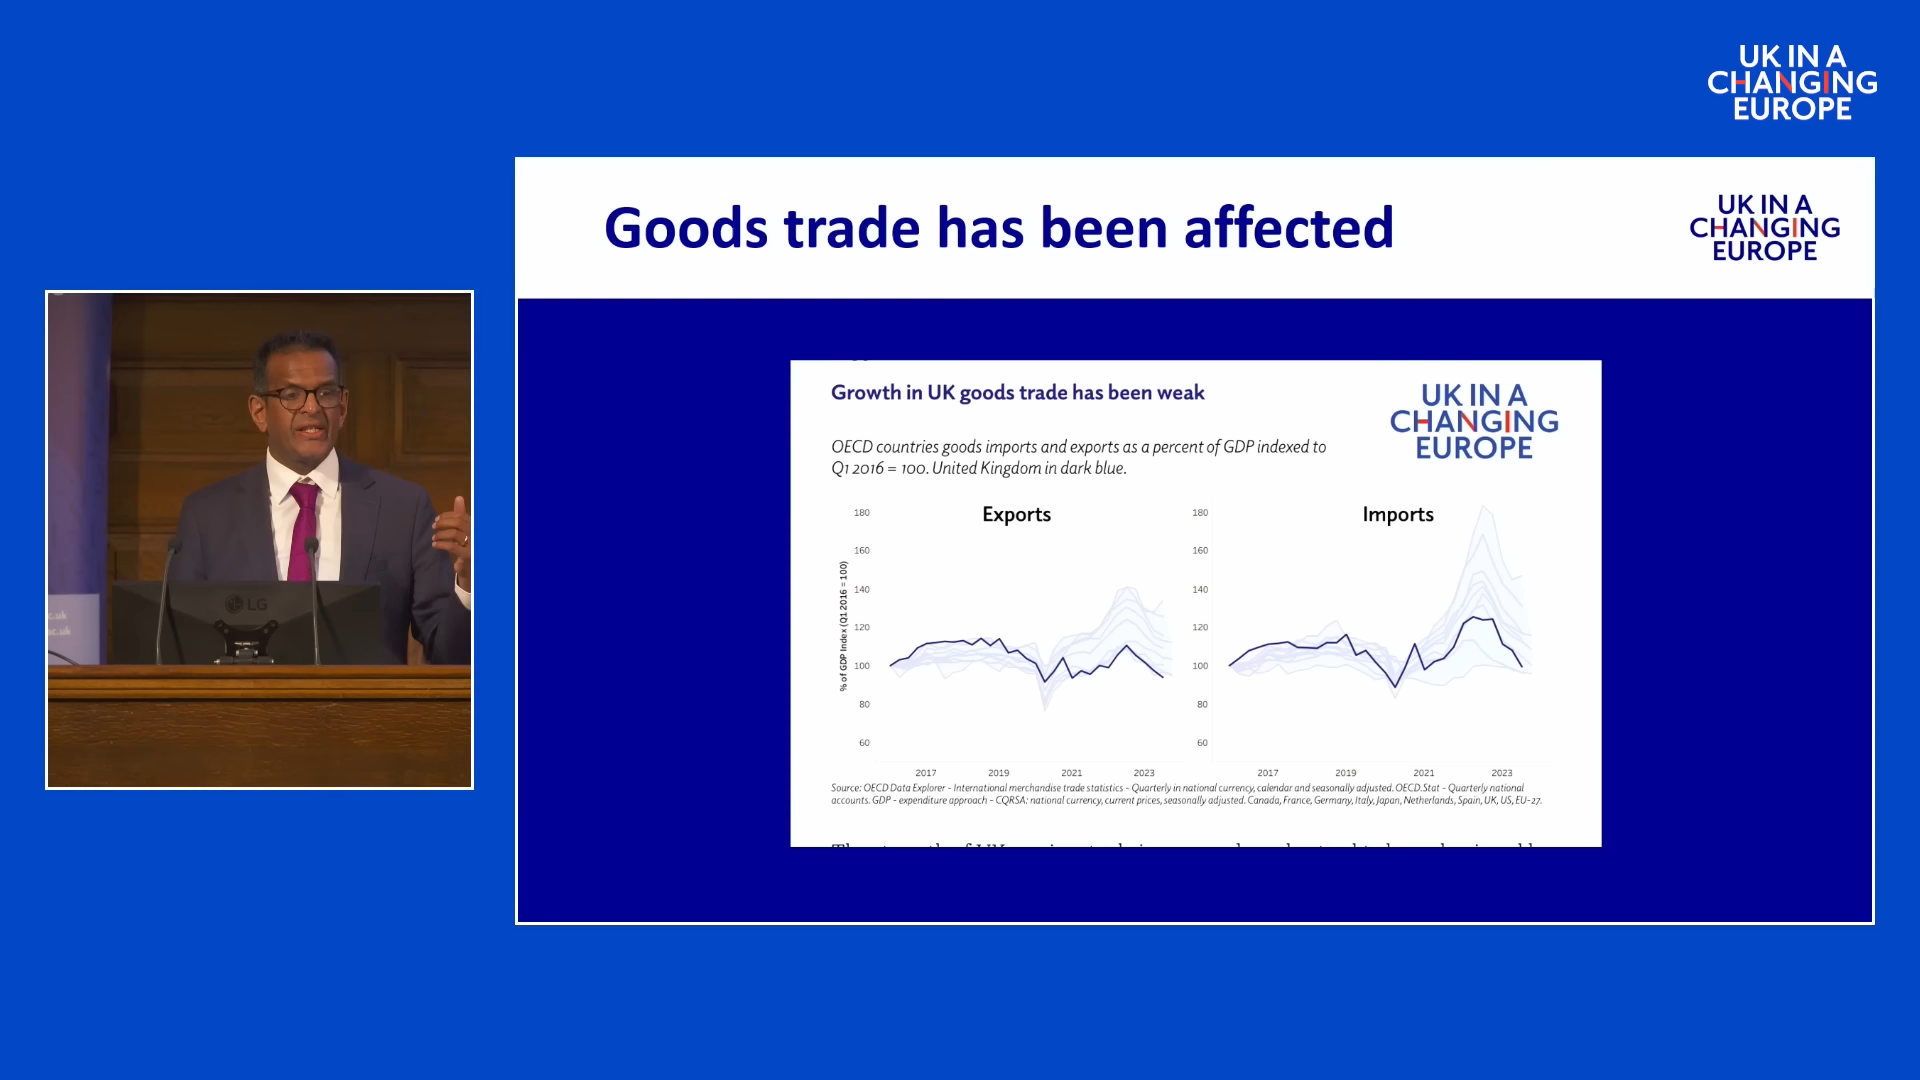 UK IN A
CHANGING
EUROPE
Goods trade has been affected
UK IN A
CHANGING
EUROPE
Growth in UK goods trade has been weak
UK IN A
CHANGING
EUROPE
OECD countries goods imports and exports as a percent of GDP indexed to
Q1 2016 = 100. United Kingdom in dark blue.
Exports
% of GDP Index (Q1 2016 = 100)
180
160
140
120
100
80
60
2017 2019 2021 2023
Imports
180
160
140
120
100
80
60
2017 2019 2021 2023
Source: OECD Data Explorer - International merchandise trade statistics - Quarterly in national currency, calendar and seasonally adjusted. OECD.Stat - Quarterly national
accounts. GDP - expenditure approach - CQRSA: national currency, current prices, seasonally adjusted. Canada, France, Germany, Italy, Japan, Netherlands, Spain, UK, US, EU-27.
LG
c.uk
ac.uk